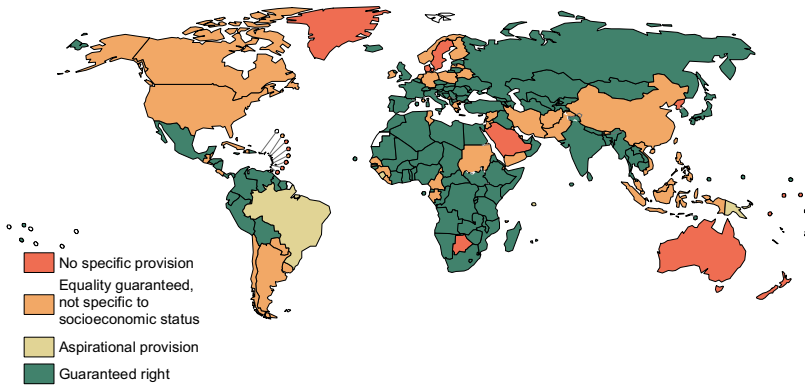 No specific provision
Equality guaranteed,
not specific to
socioeconomic status
Aspirational provision
Guaranteed right